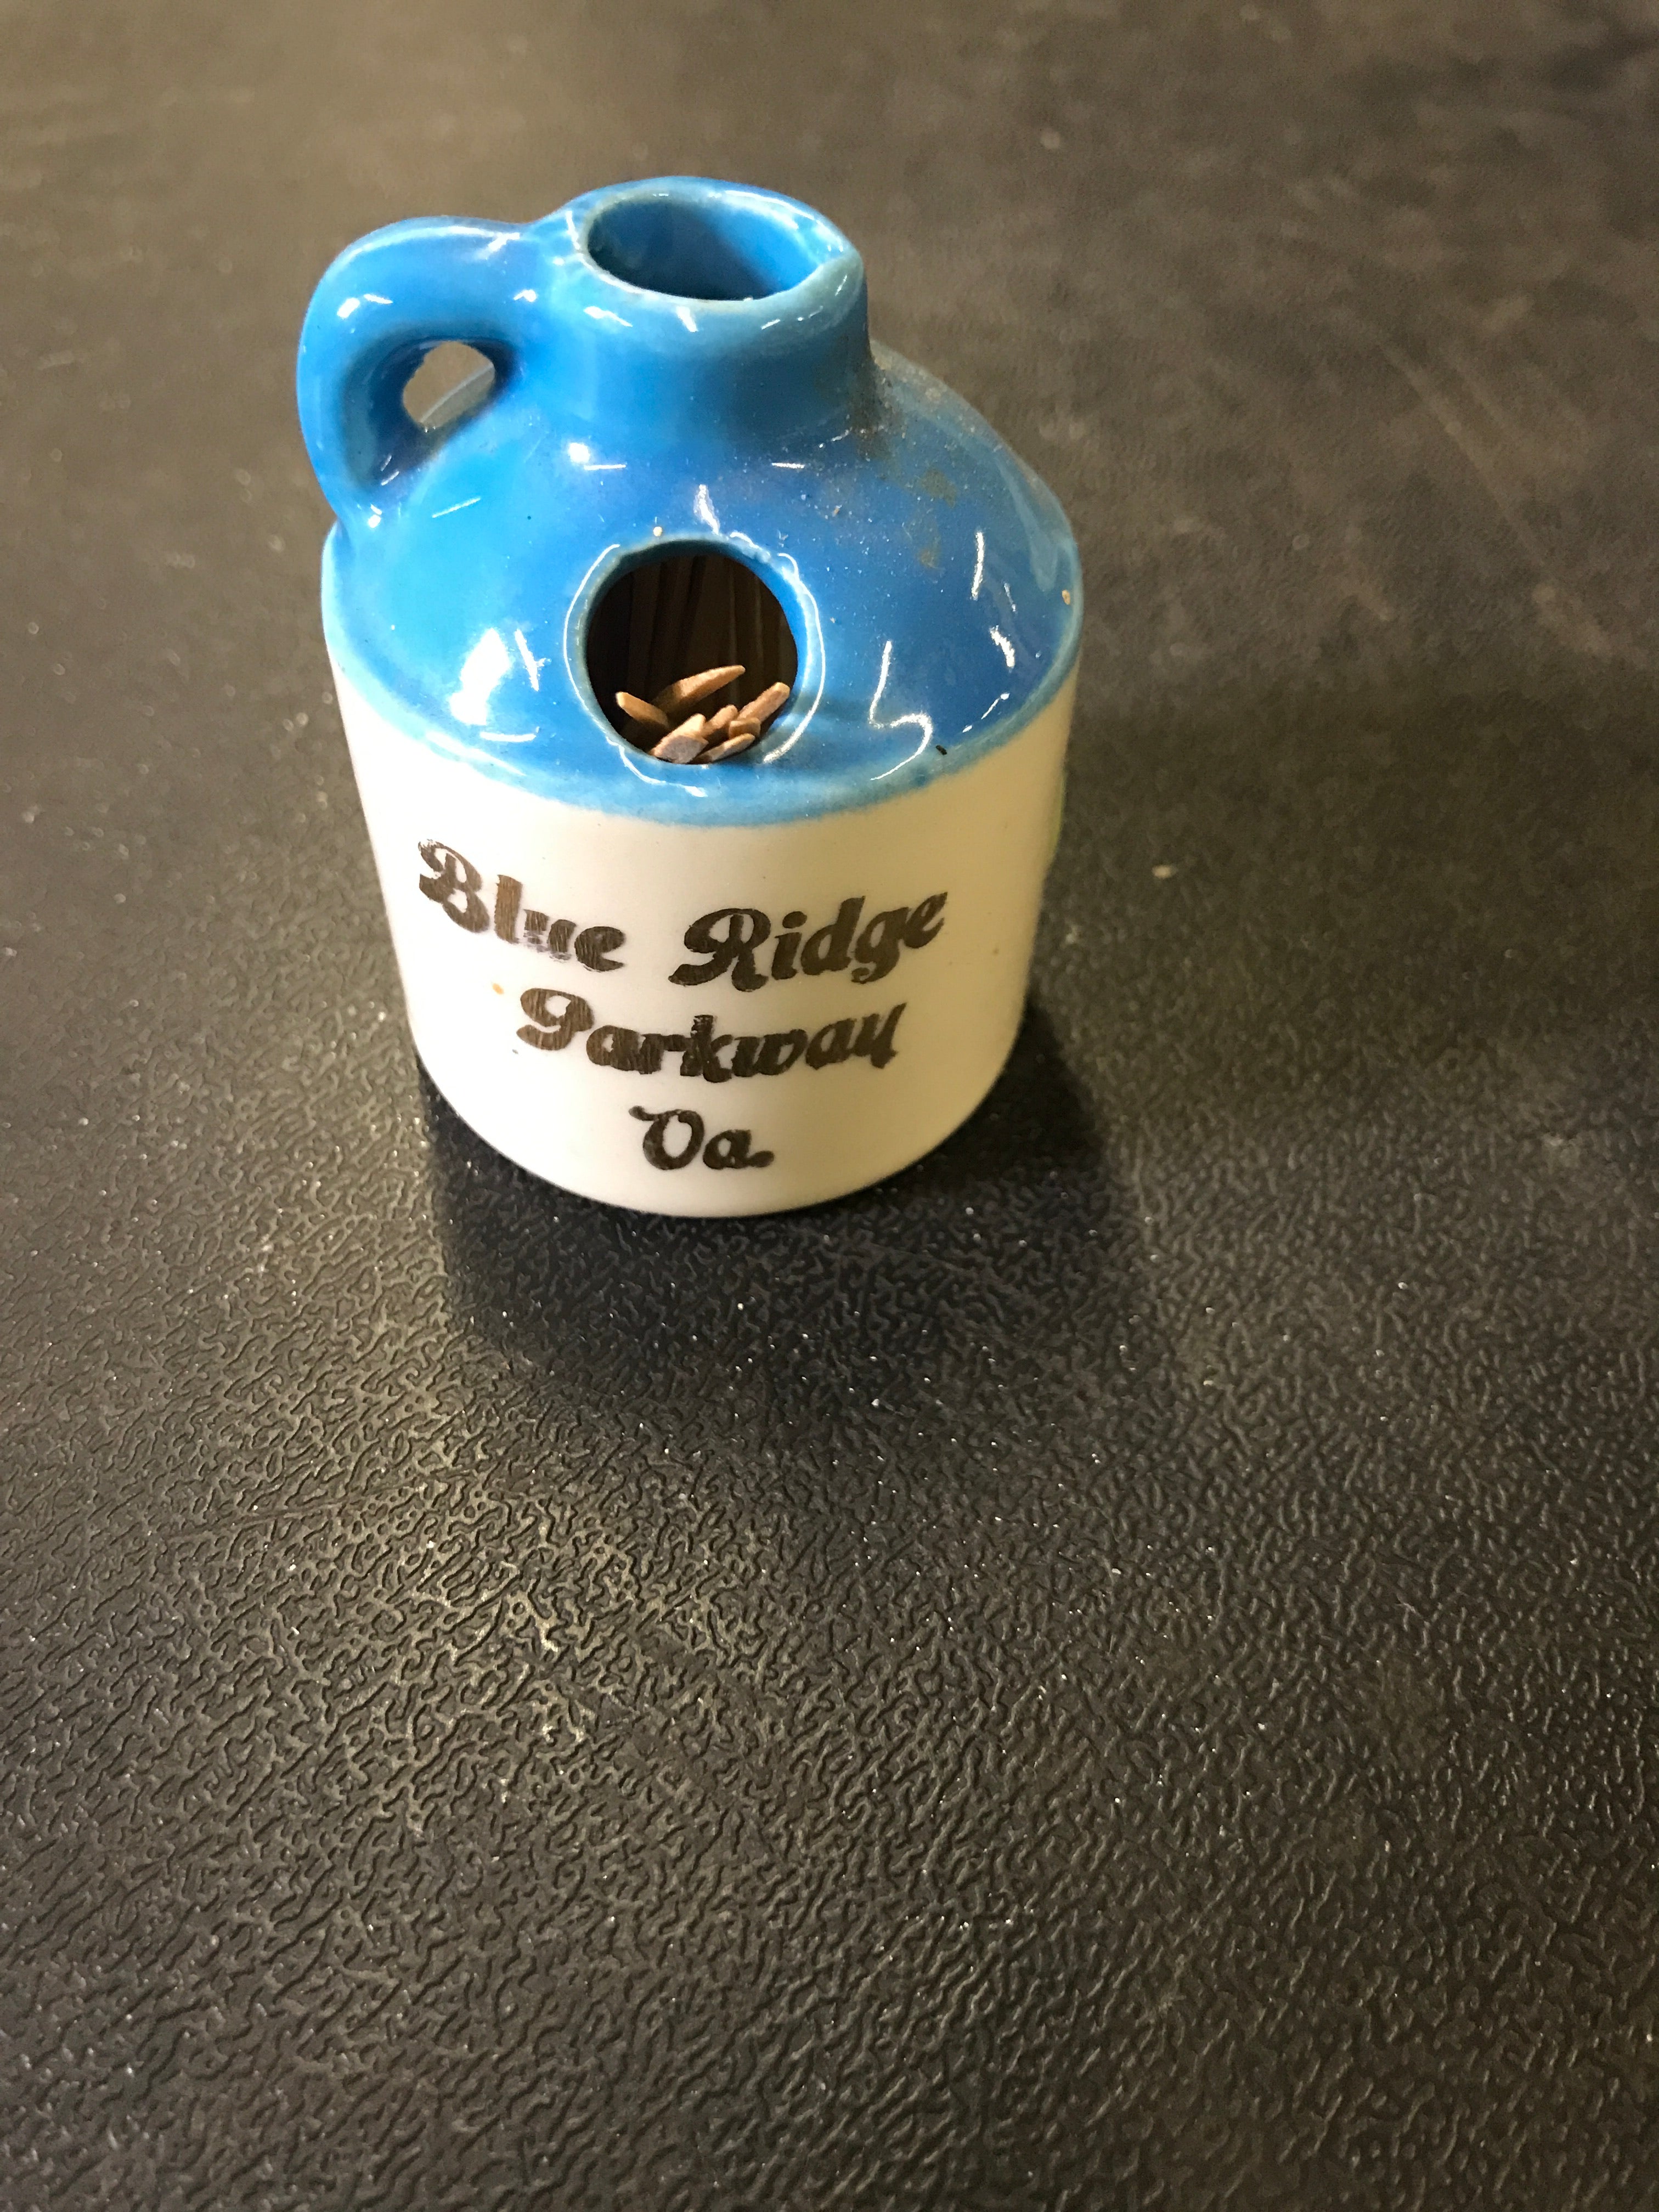 Blue Ridge
Parkway
Va.